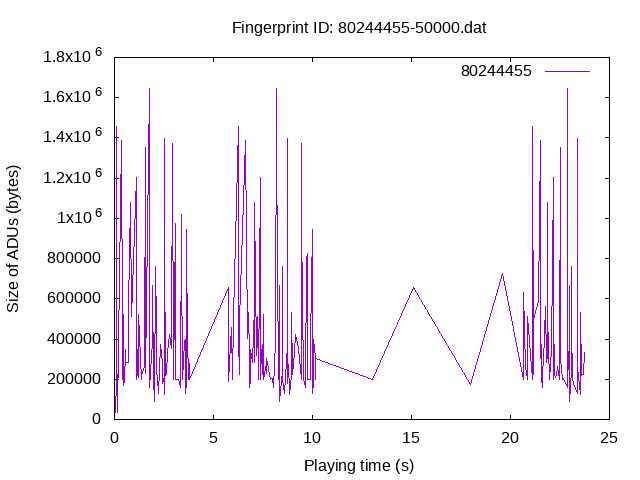 Fingerprint ID: 80244455-50000.dat
80244455
Size of ADUs (bytes)
1.8x10^6
1.6x10^6
1.4x10^6
1.2x10^6
1x10^6
800000
600000
400000
200000
0
0 5 10 15 20 25
Playing time (s)